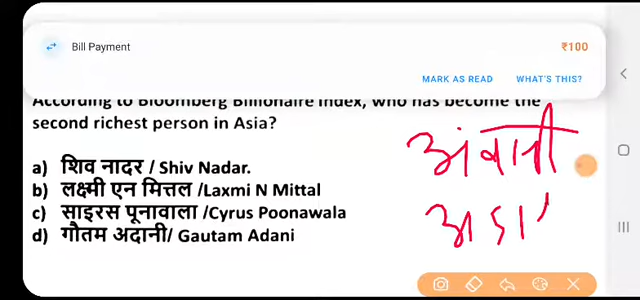 Bill Payment ₹100
MARK AS READ WHAT'S THIS?
According to Bloomberg Billionaire Index, who has become the
second richest person in Asia?
a) शिव नादर / Shiv Nadar.
b) लक्ष्मी एन मित्तल /Laxmi N Mittal
c) साइरस पूनावाला /Cyrus Poonawala
d) गौतम अदानी/ Gautam Adani
अंबानी